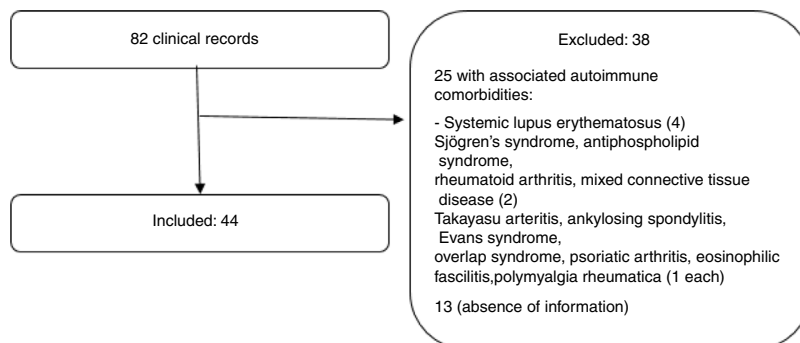 82 clinical records
Excluded: 38
25 with associated autoimmune
comorbidities:
- Systemic lupus erythematosus (4)
Sjögren's syndrome, antiphospholipid
syndrome,
rheumatoid arthritis, mixed connective tissue
disease (2)
Takayasu arteritis, ankylosing spondylitis,
Evans syndrome,
overlap syndrome, psoriatic arthritis, eosinophilic
fascilitis,polymyalgia rheumatica (1 each)
13 (absence of information)
Included: 44